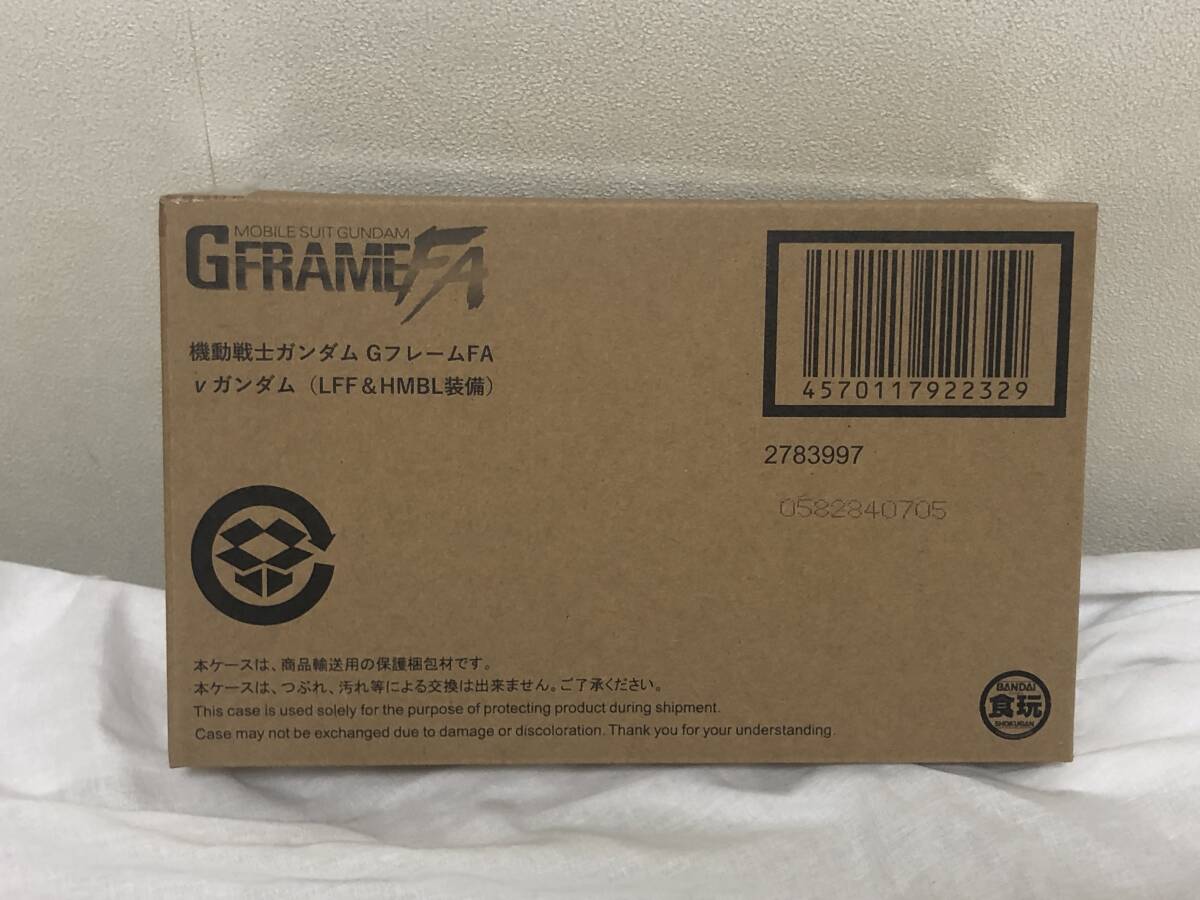 MOBILE SUIT GUNDAM
GFRAMEFA
機動戦士ガンダム GフレームFA
νガンダム（LFF＆HMBL装備）
4570117922329
2783997
0582840705
本ケースは、商品輸送用の保護梱包材です。
本ケースは、つぶれ、汚れ等による交換は出来ません。ご了承ください。
This case is used solely for the purpose of protecting product during shipment.
Case may not be exchanged due to damage or discoloration. Thank you for your understanding.
BANDAI
食玩
SHOKUGAN